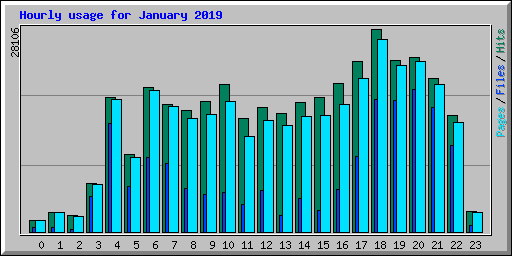 Hourly usage for January 2019
28106
Pages/Files/Hits
0 1 2 3 4 5 6 7 8 9 10 11 12 13 14 15 16 17 18 19 20 21 22 23